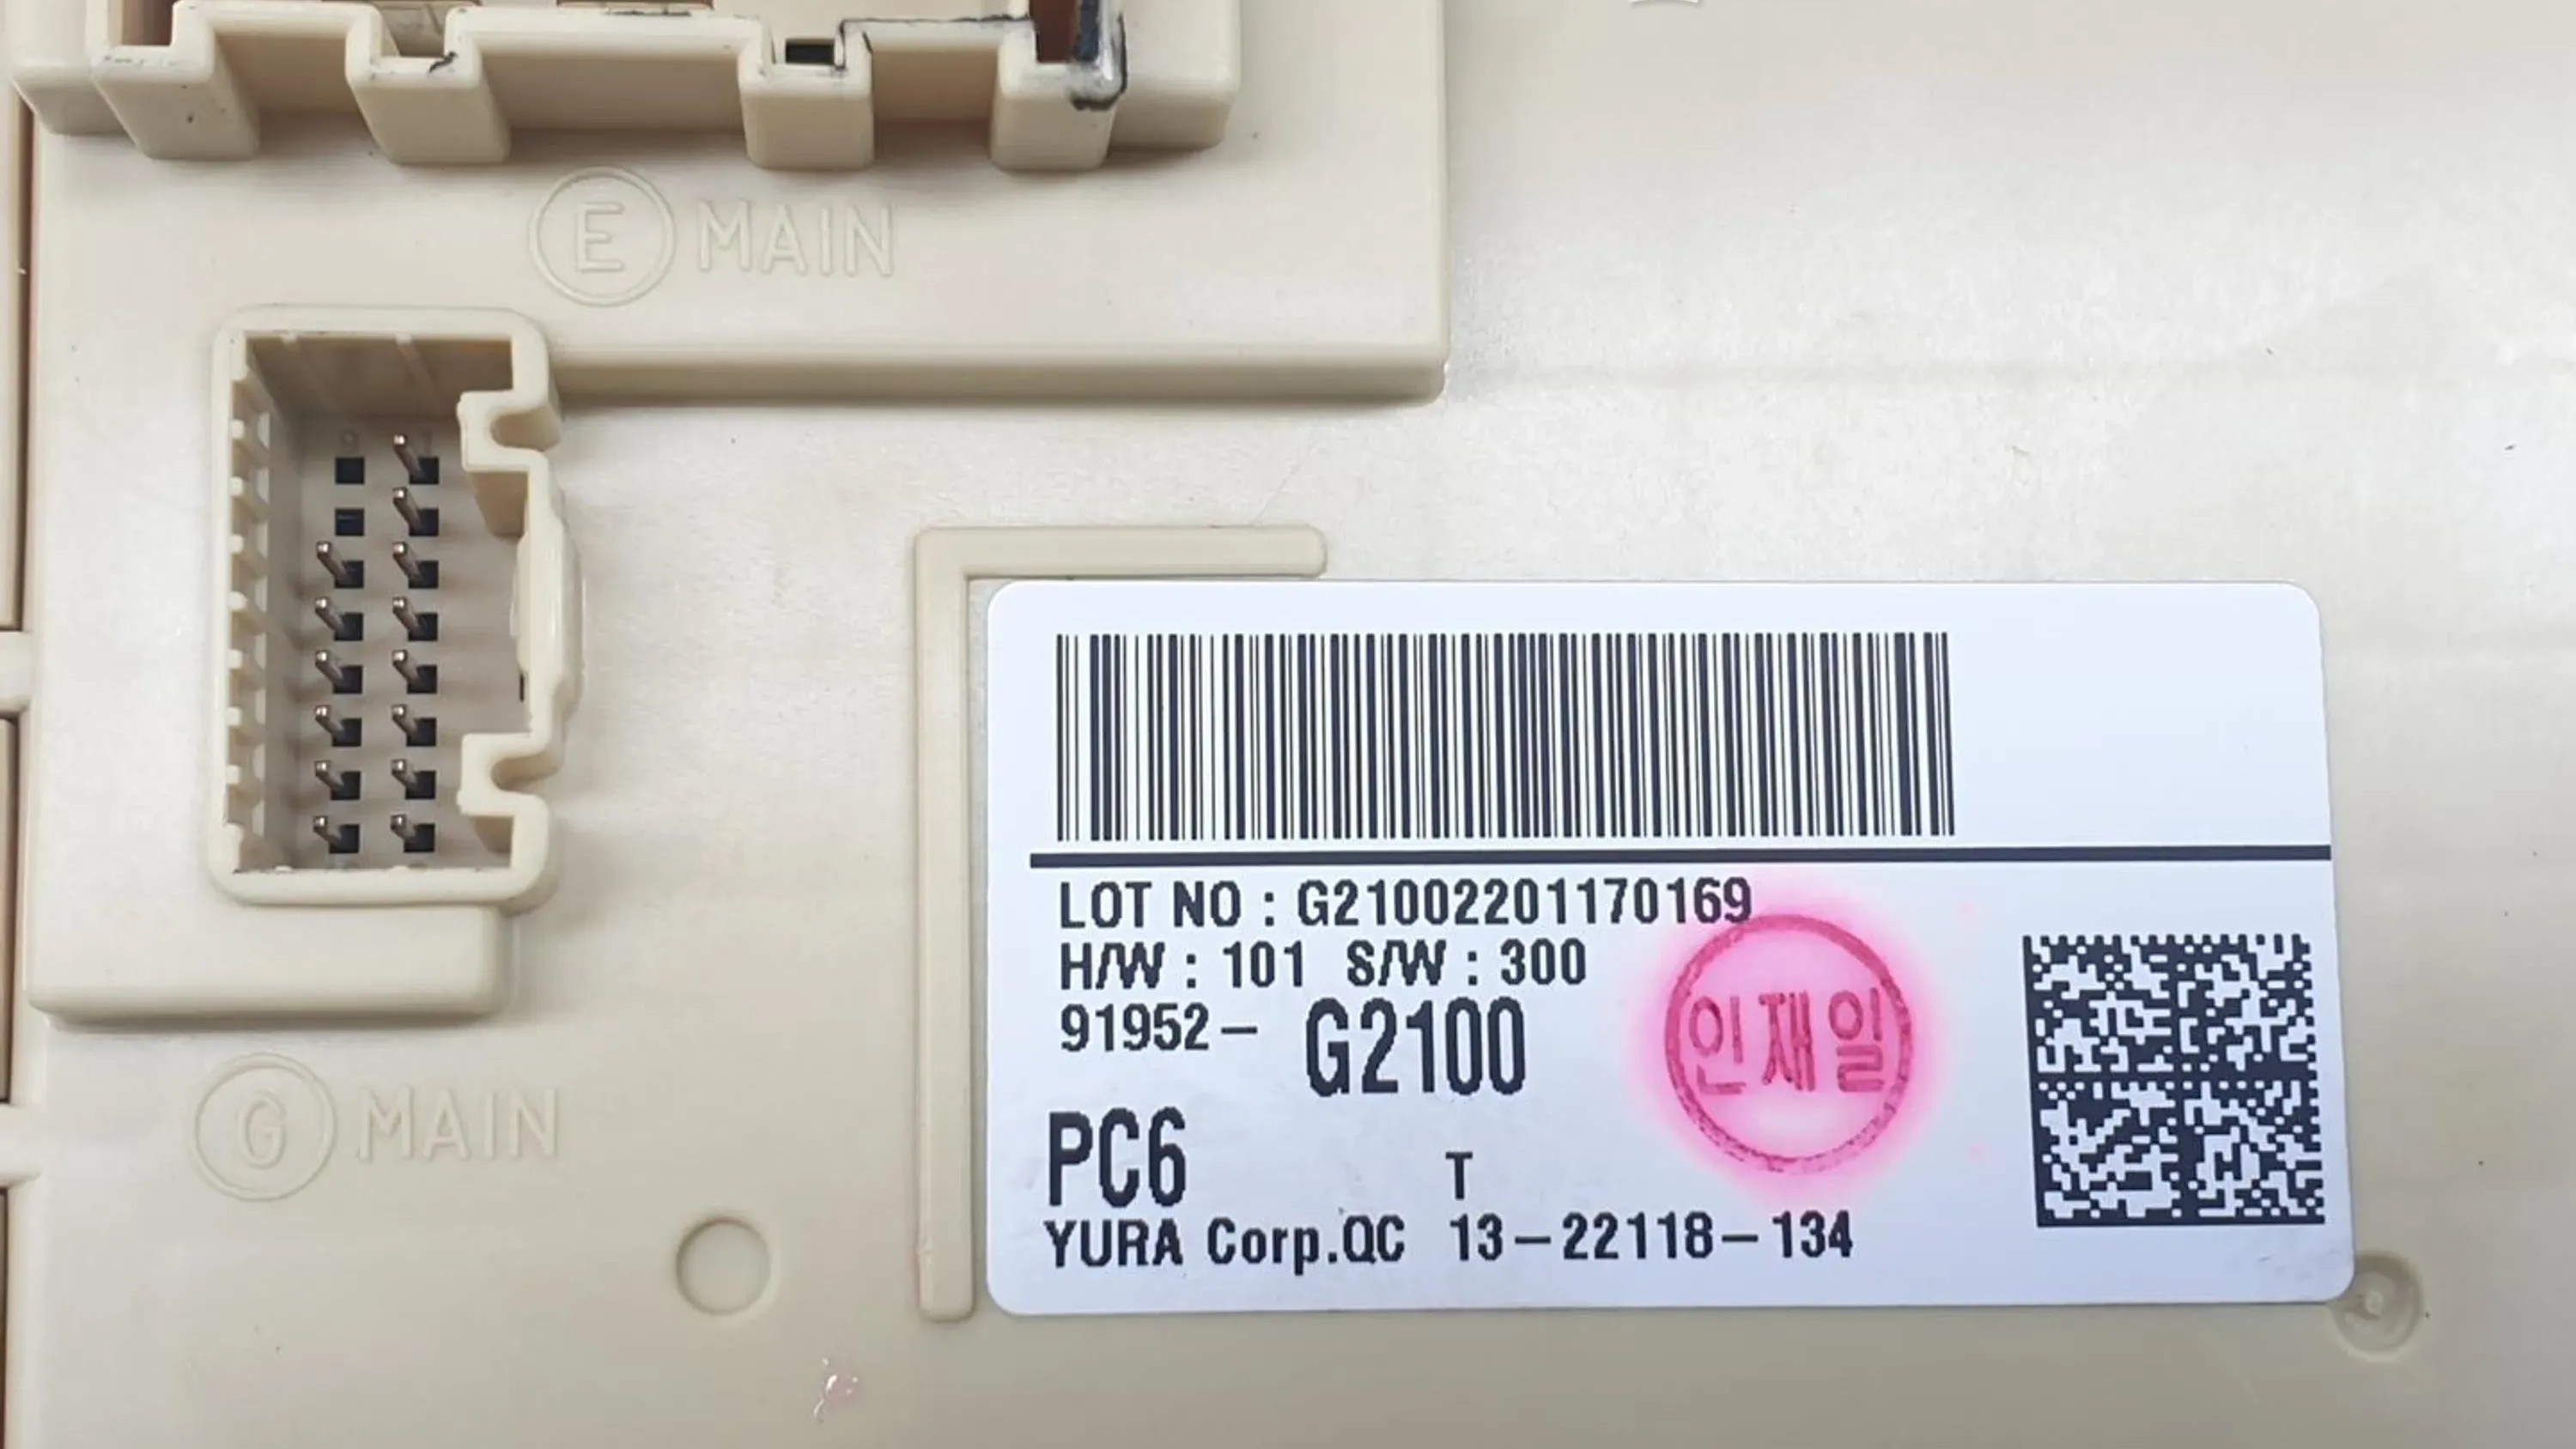 E MAIN
LOT NO : G21002201170169
H/W : 101 S/W : 300
91952- G2100
인재일
G MAIN
PC6
T
YURA Corp.QC 13-22118-134